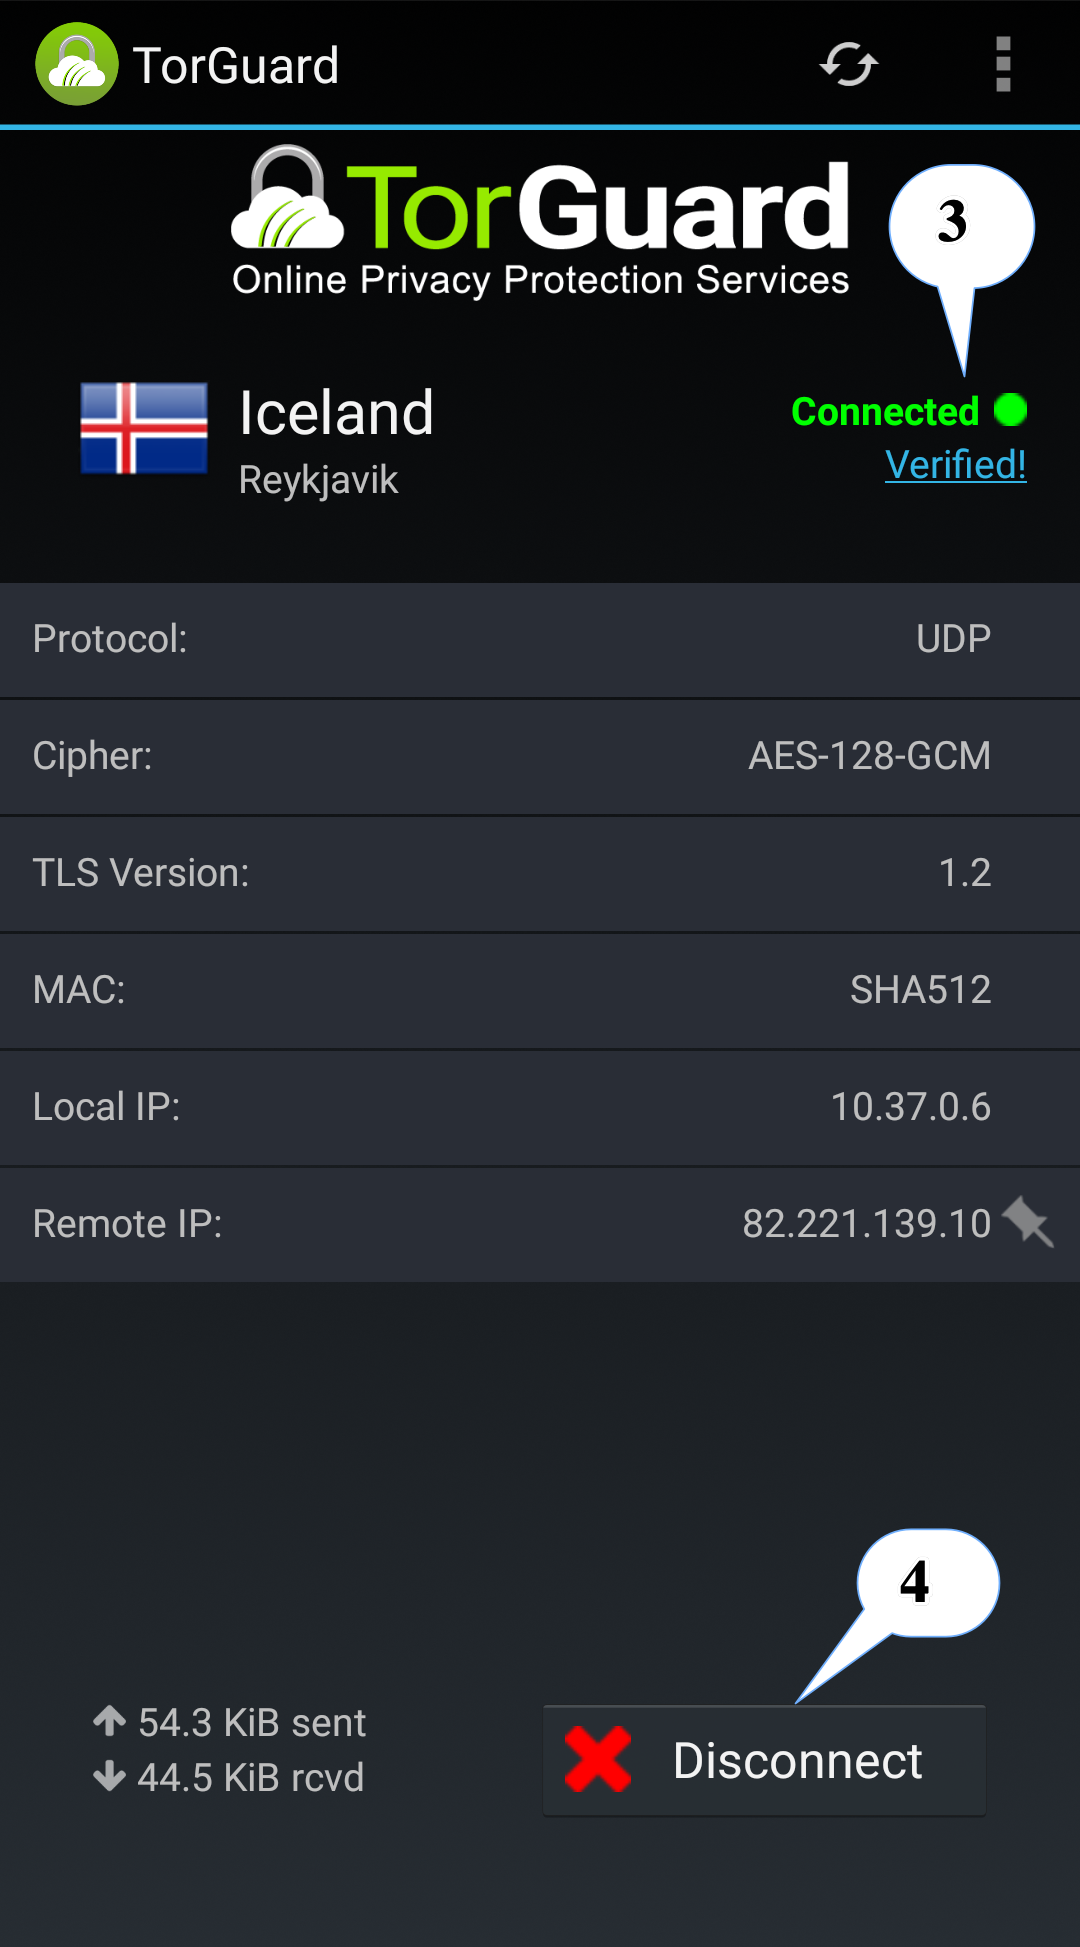 TorGuard
TorGuard
Online Privacy Protection Services
3
Iceland
Connected
Reykjavik
Verified!
Protocol: UDP
Cipher: AES-128-GCM
TLS Version: 1.2
MAC: SHA512
Local IP: 10.37.0.6
Remote IP: 82.221.139.10
4
54.3 KiB sent
44.5 KiB rcvd
Disconnect